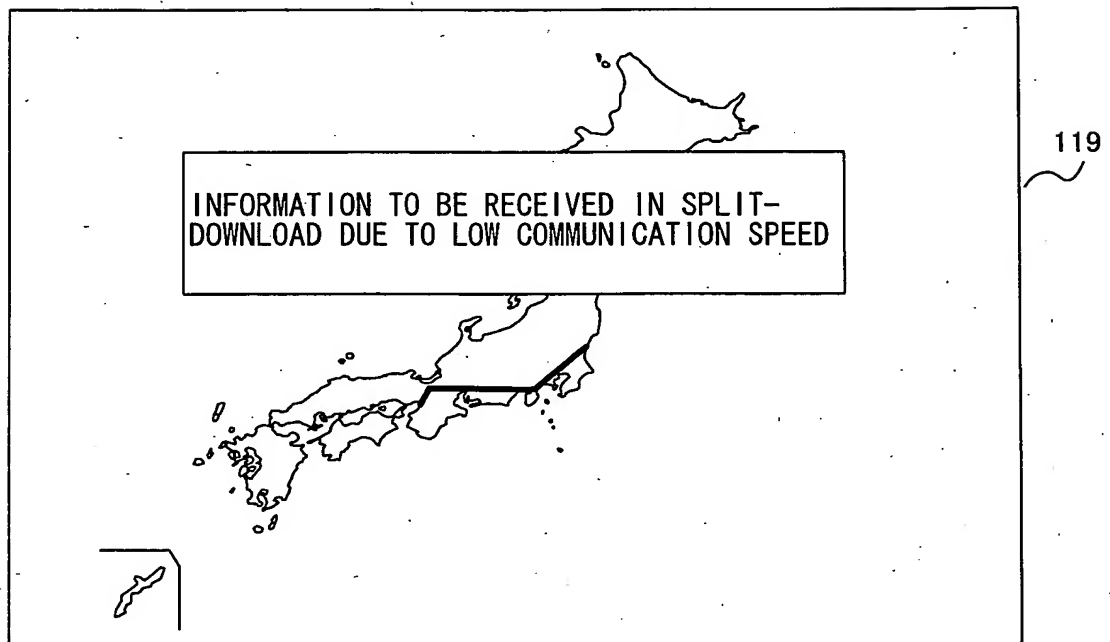 119
INFORMATION TO BE RECEIVED IN SPLIT-
DOWNLOAD DUE TO LOW COMMUNICATION SPEED